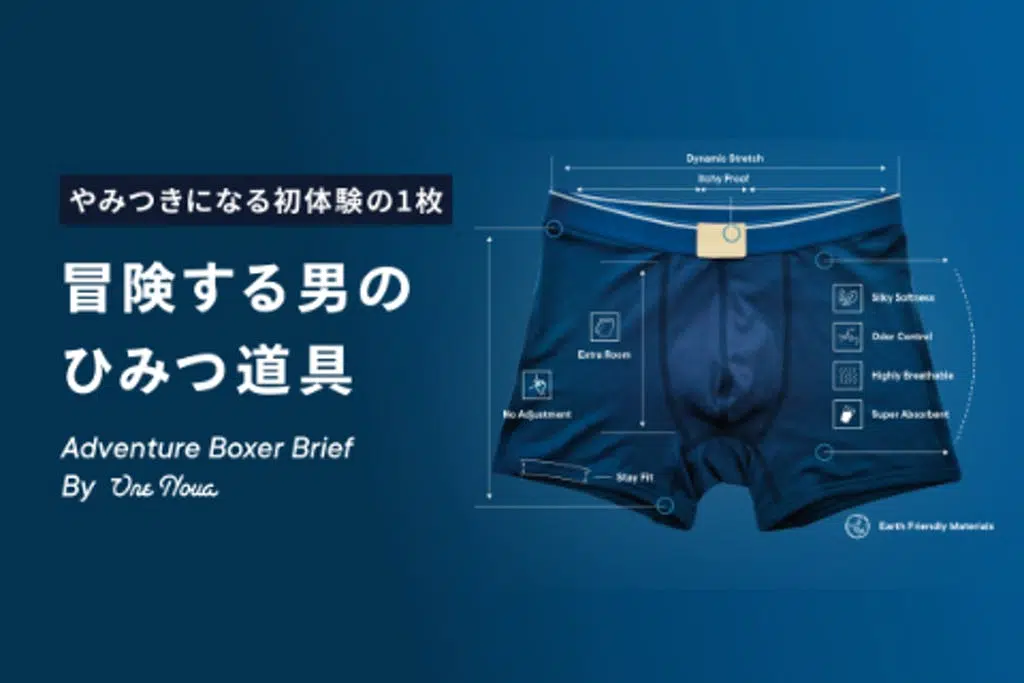 やみつきになる初体験の1枚
冒険する男の
ひみつ道具
Adventure Boxer Brief
By One Nova
Dynamic Stretch
Itchy Proof
Extra Room
No Adjustment
Stay Fit
Silky Softness
Odor Control
Highly Breathable
Super Absorbent
Earth Friendly Materials